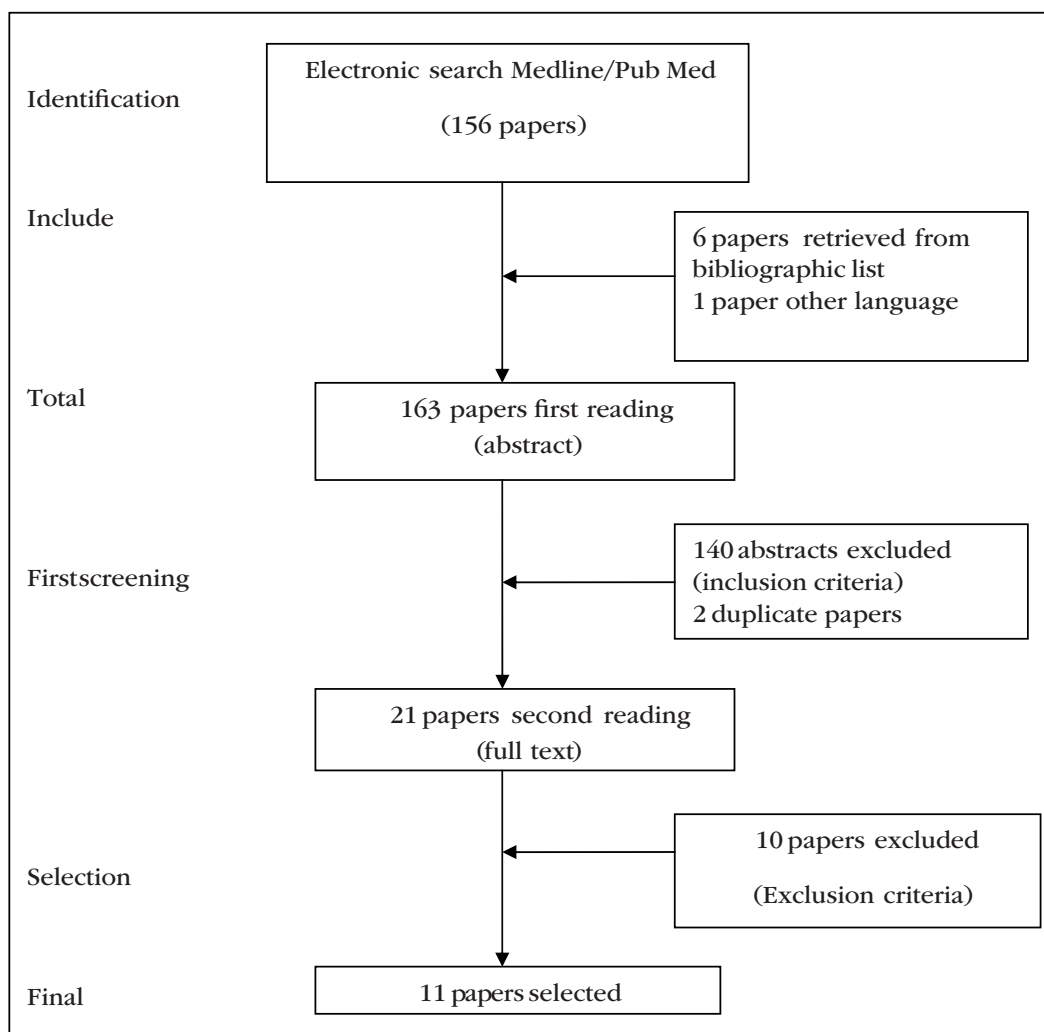 Identification
Electronic search Medline/Pub Med
(156 papers)
Include
6 papers retrieved from
bibliographic list
1 paper other language
Total
163 papers first reading
(abstract)
Firstscreening
140 abstracts excluded
(inclusion criteria)
2 duplicate papers
21 papers second reading
(full text)
Selection
10 papers excluded
(Exclusion criteria)
Final
11 papers selected